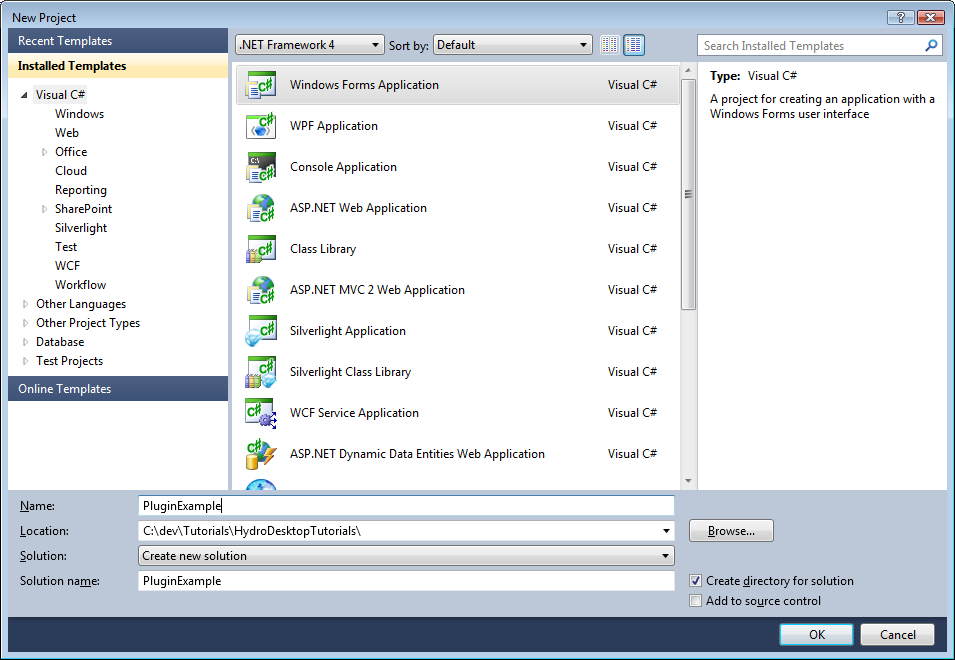 New Project
Recent Templates
Installed Templates
Visual C#
Windows
Web
Office
Cloud
Reporting
SharePoint
Silverlight
Test
WCF
Workflow
Other Languages
Other Project Types
Database
Test Projects
Online Templates
.NET Framework 4 Sort by: Default
Windows Forms Application Visual C#
WPF Application Visual C#
Console Application Visual C#
ASP.NET Web Application Visual C#
Class Library Visual C#
ASP.NET MVC 2 Web Application Visual C#
Silverlight Application Visual C#
Silverlight Class Library Visual C#
WCF Service Application Visual C#
ASP.NET Dynamic Data Entities Web Application Visual C#
Search Installed Templates
Type: Visual C#
A project for creating an application with a
Windows Forms user interface
Name: PluginExample
Location: C:\dev\Tutorials\HydroDesktopTutorials\ Browse...
Solution: Create new solution
Solution name: PluginExample
Create directory for solution
Add to source control
OK Cancel